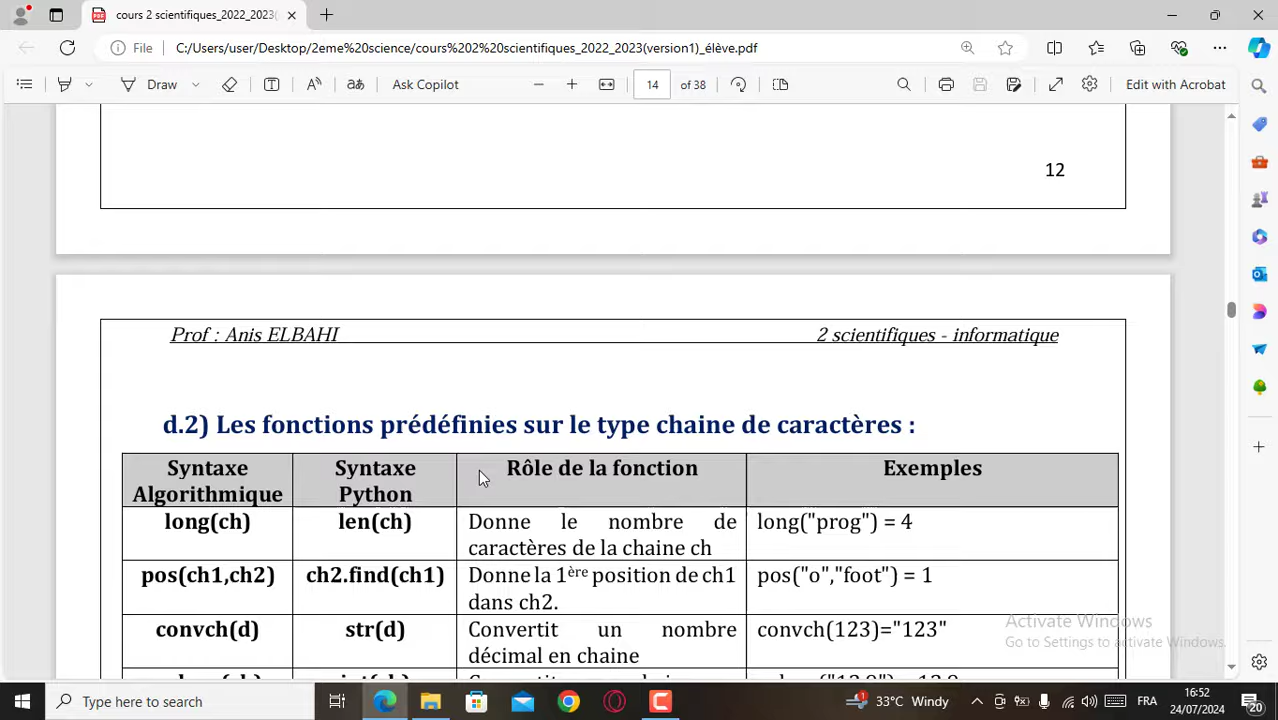 cours 2 scientifiques_2022_2023(
File
C:/Users/user/Desktop/2eme%20science/cours%202%20scientifiques_2022_2023(version1)_élève.pdf
Draw
aあ
Ask Copilot
14
of 38
Edit with Acrobat
12
Prof : Anis ELBAHI
2 scientifiques - informatique
d.2) Les fonctions prédéfinies sur le type chaine de caractères :
Syntaxe Algorithmique
Syntaxe Python
Rôle de la fonction
Exemples
long(ch)
len(ch)
Donne le nombre de
caractères de la chaine ch
long("prog") = 4
pos(ch1,ch2)
ch2.find(ch1)
Donne la 1ère position de ch1
dans ch2.
pos("o","foot") = 1
convch(d)
str(d)
Convertit un nombre
décimal en chaine
convch(123)="123"
Activate Windows
Go to Settings to activate Windows.
Type here to search
33°C Windy
FRA
16:52
24/07/2024
20